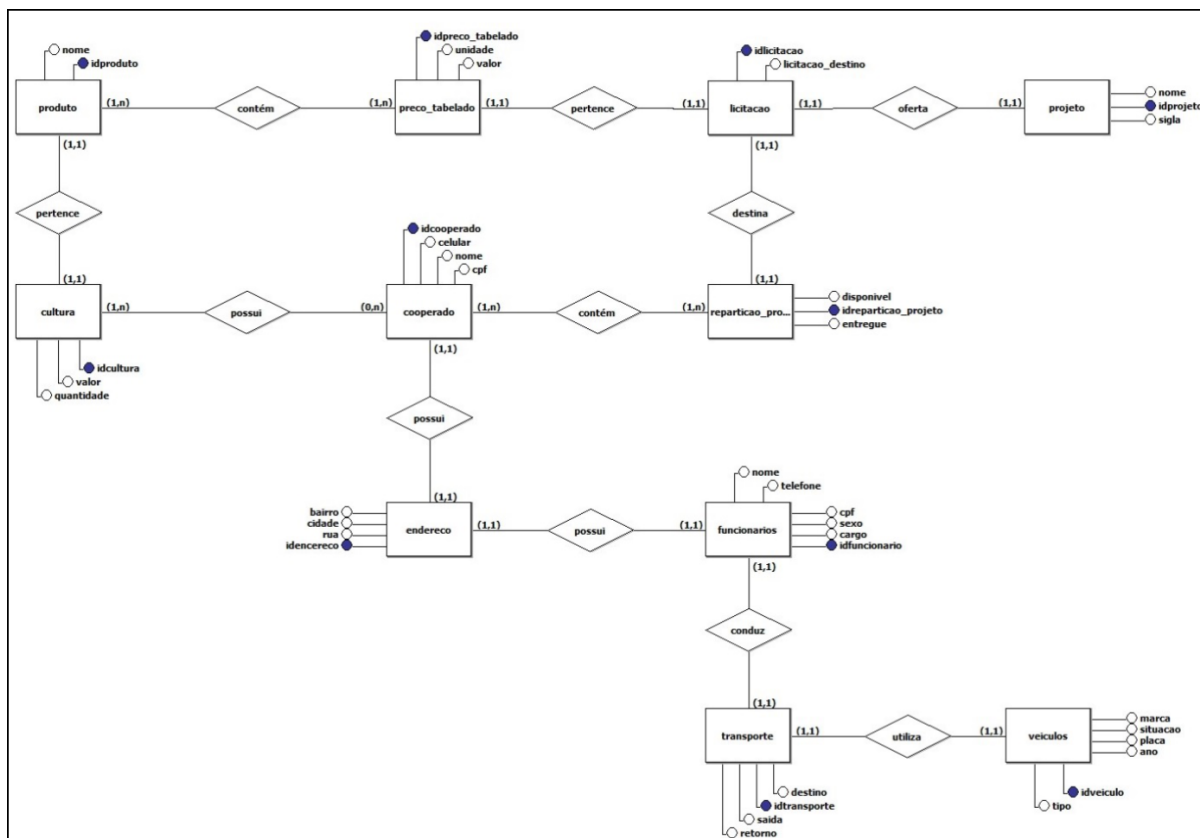 nome
idproduto
produto
(1,n)
contém
(1,n)
idpreco_tabelado
unidade
valor
preco_tabelado
(1,1)
pertence
(1,1)
idlicitacao
licitacao_destino
licitacao
(1,1)
oferta
(1,1)
projeto
nome
idprojeto
sigla
(1,1)
pertence
(1,1)
(1,1)
destina
(1,1)
cultura
(1,n)
possui
(0,n)
idcooperado
celular
nome
cpf
cooperado
(1,n)
contém
(1,n)
reparticao_pro...
disponivel
idreparticao_projeto
entregue
idcultura
valor
quantidade
(1,1)
possui
(1,1)
bairro
cidade
rua
idencereco
endereco
(1,1)
possui
(1,1)
nome
telefone
funcionarios
cpf
sexo
cargo
idfuncionario
(1,1)
conduz
(1,1)
transporte
(1,1)
utiliza
(1,1)
veiculos
marca
situacao
placa
ano
destino
idtransporte
saida
retorno
idveiculo
tipo